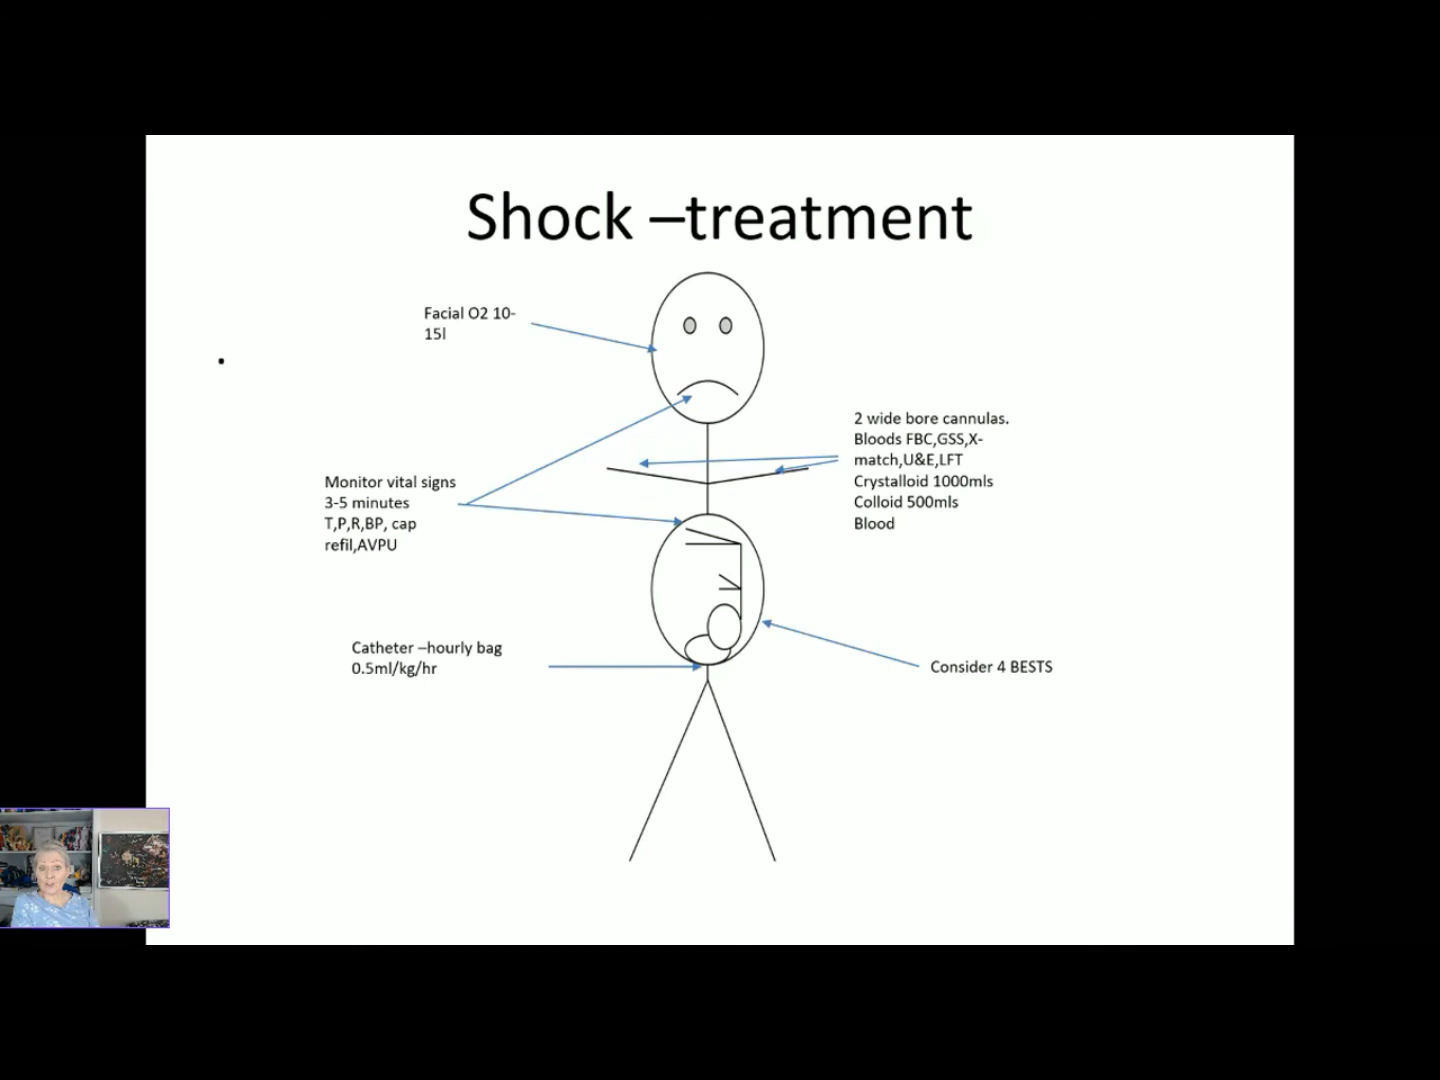 Shock –treatment
Facial O2 10-
15l
.
2 wide bore cannulas.
Bloods FBC,GSS,X-
match,U&E,LFT
Crystalloid 1000mls
Colloid 500mls
Blood
Monitor vital signs
3-5 minutes
T,P,R,BP, cap
refil,AVPU
Catheter –hourly bag
0.5ml/kg/hr
Consider 4 BESTS